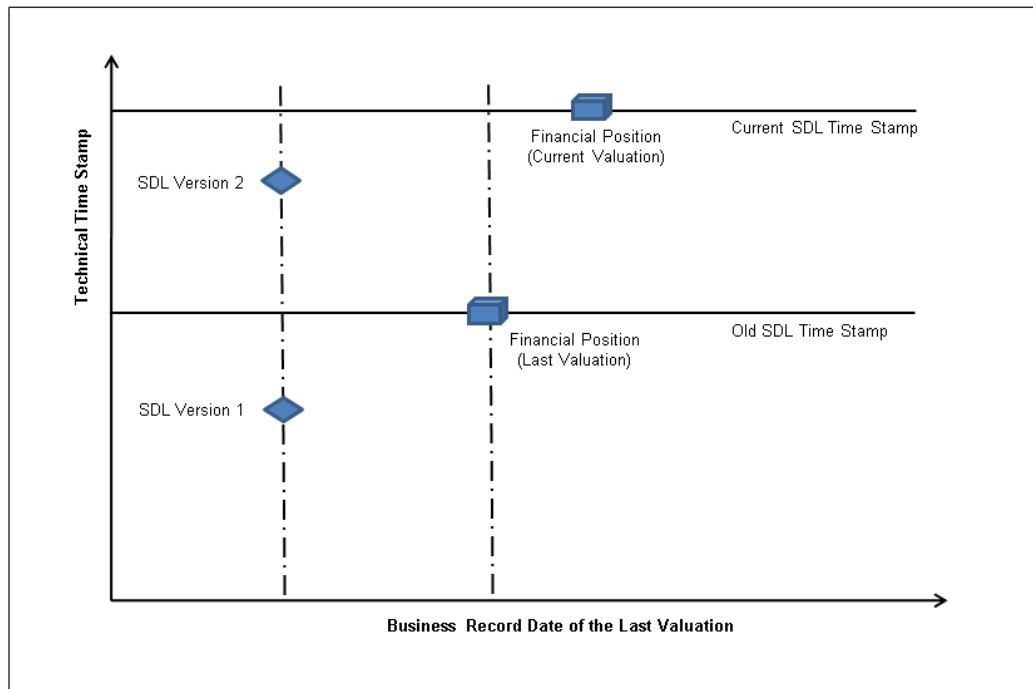 Technical Time Stamp
Financial Position
(Current Valuation)
Current SDL Time Stamp
SDL Version 2
Old SDL Time Stamp
Financial Position
(Last Valuation)
SDL Version 1
Business Record Date of the Last Valuation